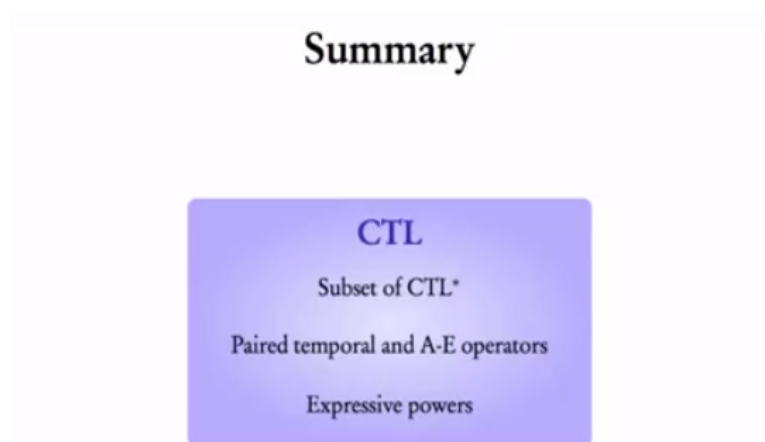 Summary
CTL
Subset of CTL*
Paired temporal and A-E operators
Expressive powers